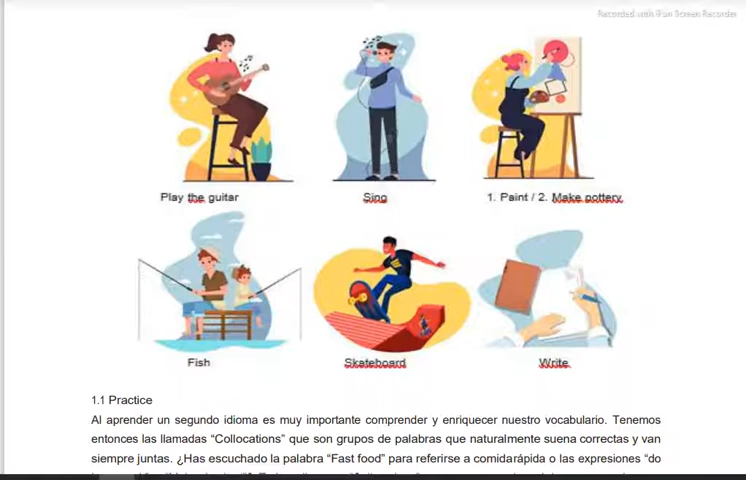 Recorded with iFun Screen Recorder
Play the guitar
Sing
1. Paint / 2. Make pottery
Fish
Skateboard
Write
1.1 Practice
Al aprender un segundo idioma es muy importante comprender y enriquecer nuestro vocabulario. Tenemos
entonces las llamadas “Collocations” que son grupos de palabras que naturalmente suena correctas y van
siempre juntas. ¿Has escuchado la palabra “Fast food” para referirse a comidarápida o las expresiones “do